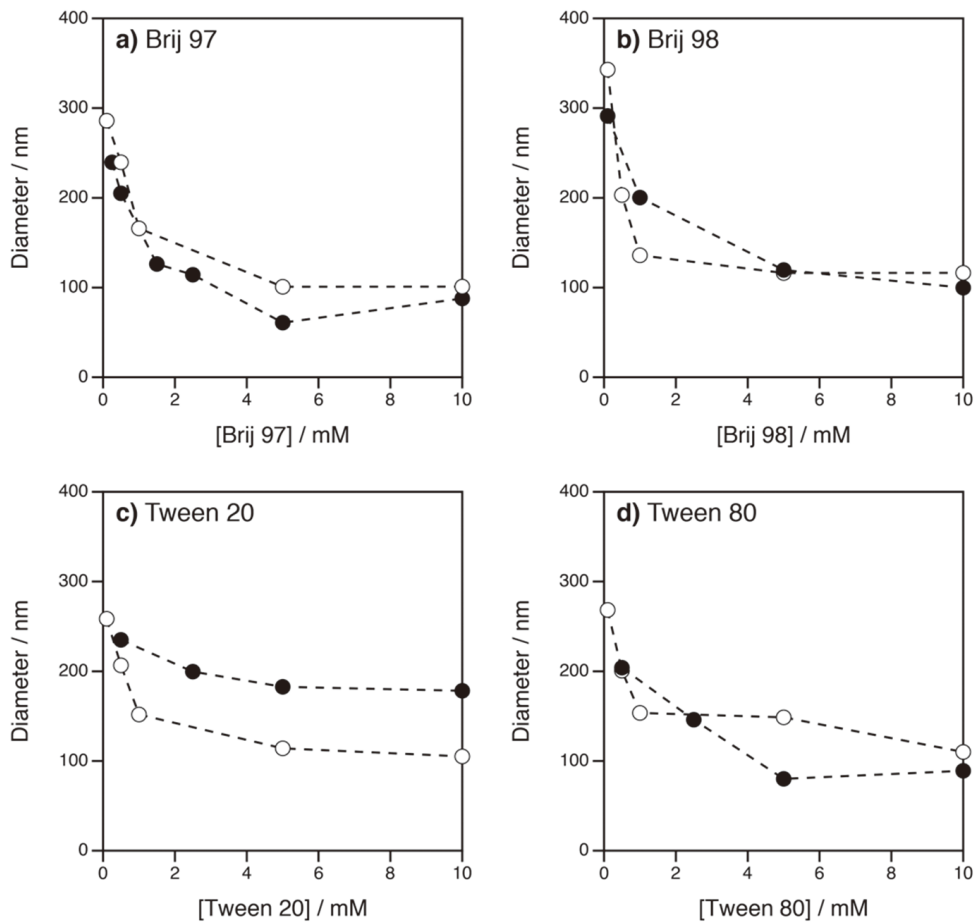 a) Brij 97
400
300
200
100
0
Diameter / nm
0 2 4 6 8 10
[Brij 97] / mM
b) Brij 98
400
300
200
100
0
Diameter / nm
0 2 4 6 8 10
[Brij 98] / mM
c) Tween 20
400
300
200
100
0
Diameter / nm
0 2 4 6 8 10
[Tween 20] / mM
d) Tween 80
400
300
200
100
0
Diameter / nm
0 2 4 6 8 10
[Tween 80] / mM